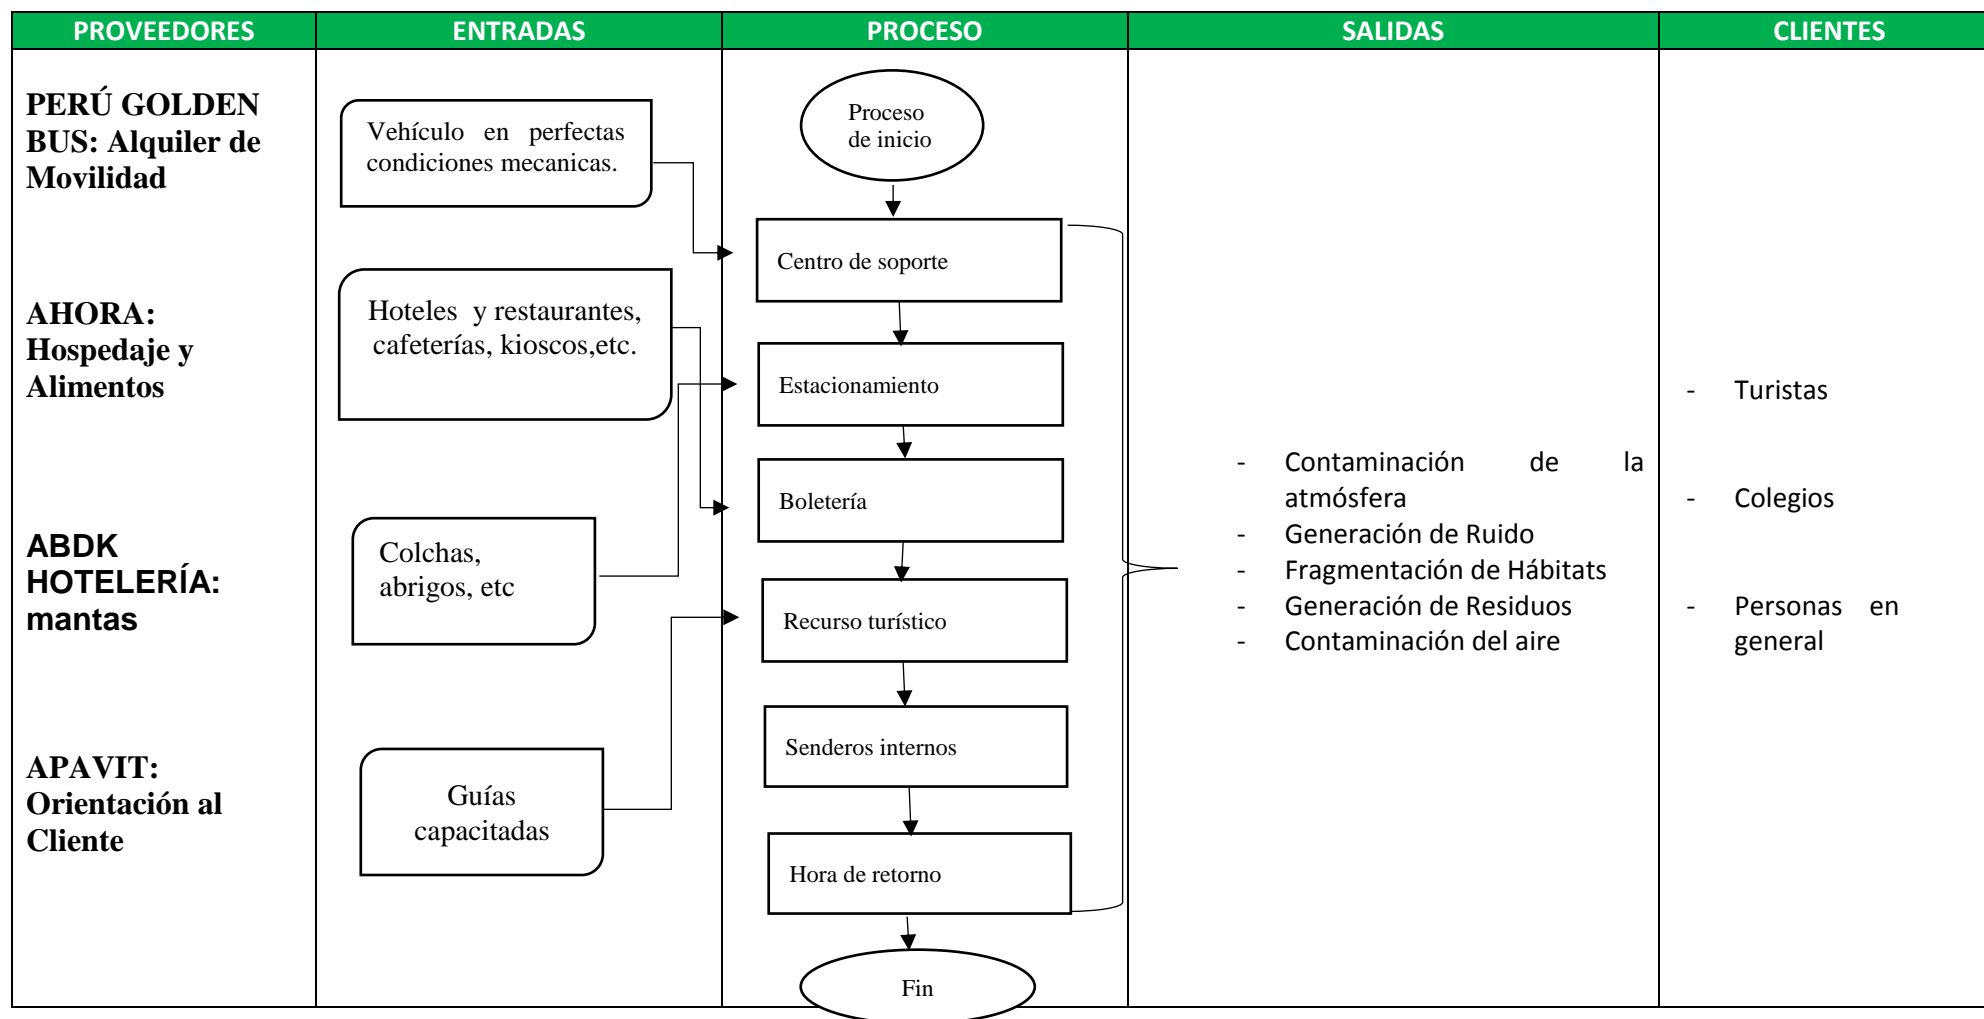 PROVEEDORES
ENTRADAS
PROCESO
SALIDAS
CLIENTES
PERÚ GOLDEN
BUS: Alquiler de
Movilidad
AHORA:
Hospedaje y
Alimentos
ABDK
HOTELERÍA:
mantas
APAVIT:
Orientación al
Cliente
Vehículo en perfectas
condiciones mecanicas.
Hoteles y restaurantes,
cafeterías, kioscos,etc.
Colchas,
abrigos, etc
Guías
capacitadas
Proceso
de inicio
Centro de soporte
Estacionamiento
Boletería
Recurso turístico
Senderos internos
Hora de retorno
Fin
- Contaminación de la
atmósfera
- Generación de Ruido
- Fragmentación de Hábitats
- Generación de Residuos
- Contaminación del aire
- Turistas
- Colegios
- Personas en
general